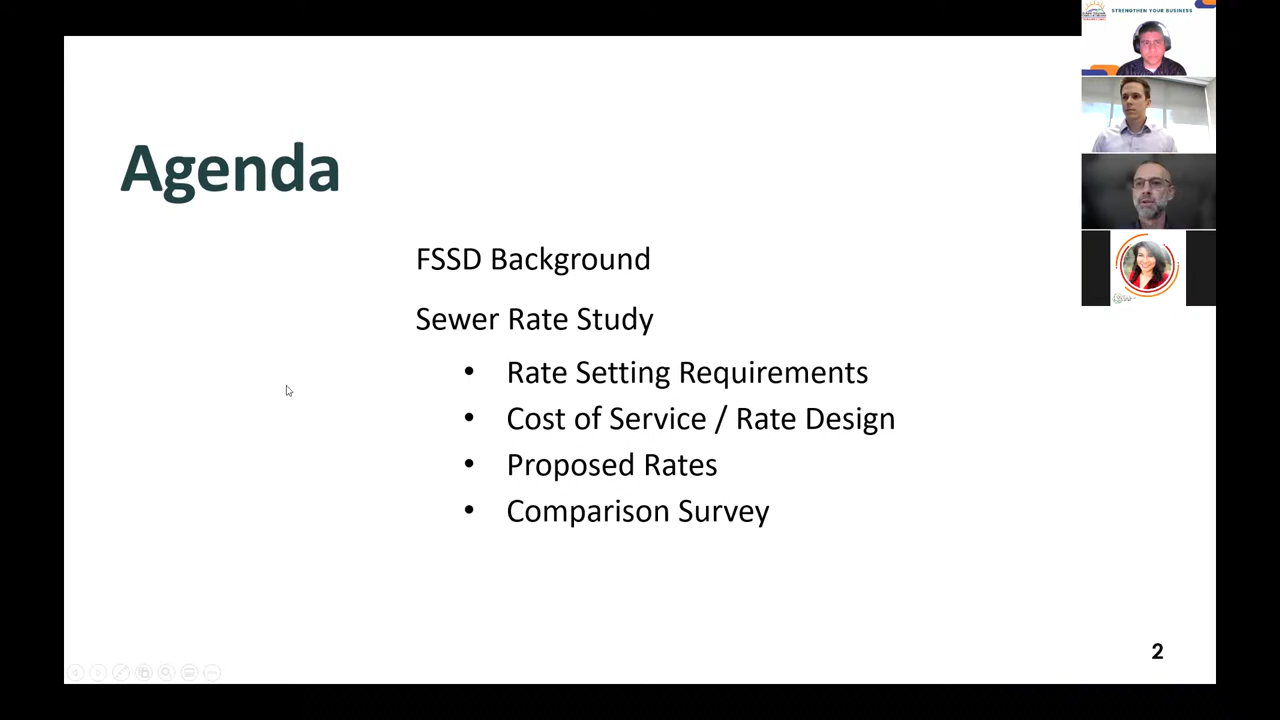 STRENGTHEN YOUR BUSINESS
Agenda
FSSD Background
Sewer Rate Study
• Rate Setting Requirements
• Cost of Service / Rate Design
• Proposed Rates
• Comparison Survey
2